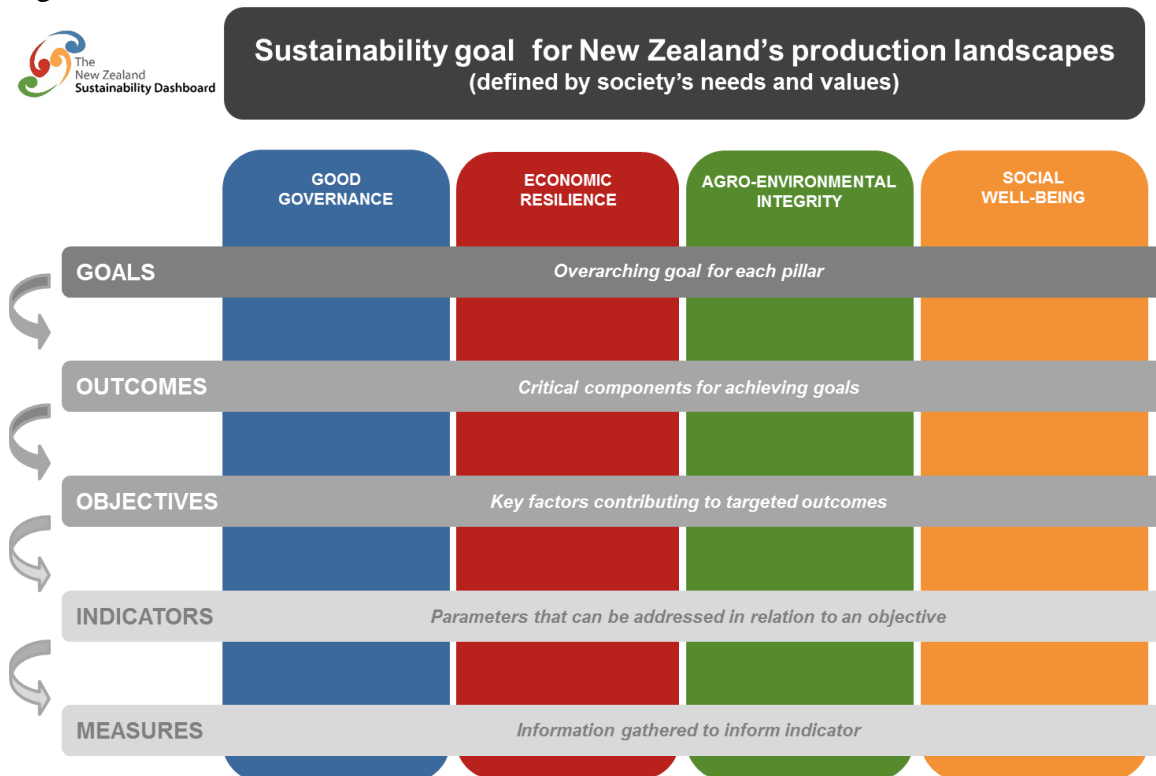 The
New Zealand
Sustainability Dashboard
Sustainability goal for New Zealand's production landscapes
(defined by society's needs and values)
GOOD
GOVERNANCE
ECONOMIC
RESILIENCE
AGRO-ENVIRONMENTAL
INTEGRITY
SOCIAL
WELL-BEING
GOALS
Overarching goal for each pillar
OUTCOMES
Critical components for achieving goals
OBJECTIVES
Key factors contributing to targeted outcomes
INDICATORS
Parameters that can be addressed in relation to an objective
MEASURES
Information gathered to inform indicator